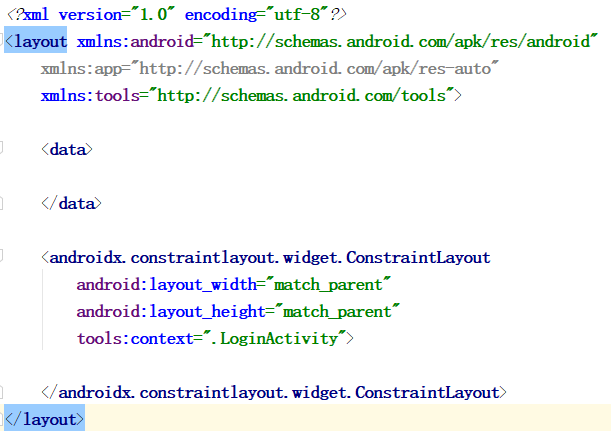 <?xml version="1.0" encoding="utf-8"?>
<layout xmlns:android="http://schemas.android.com/apk/res/android"
    xmlns:app="http://schemas.android.com/apk/res-auto"
    xmlns:tools="http://schemas.android.com/tools">
    <data>
    </data>
    <androidx.constraintlayout.widget.ConstraintLayout
        android:layout_width="match_parent"
        android:layout_height="match_parent"
        tools:context=".LoginActivity">
    </androidx.constraintlayout.widget.ConstraintLayout>
</layout>